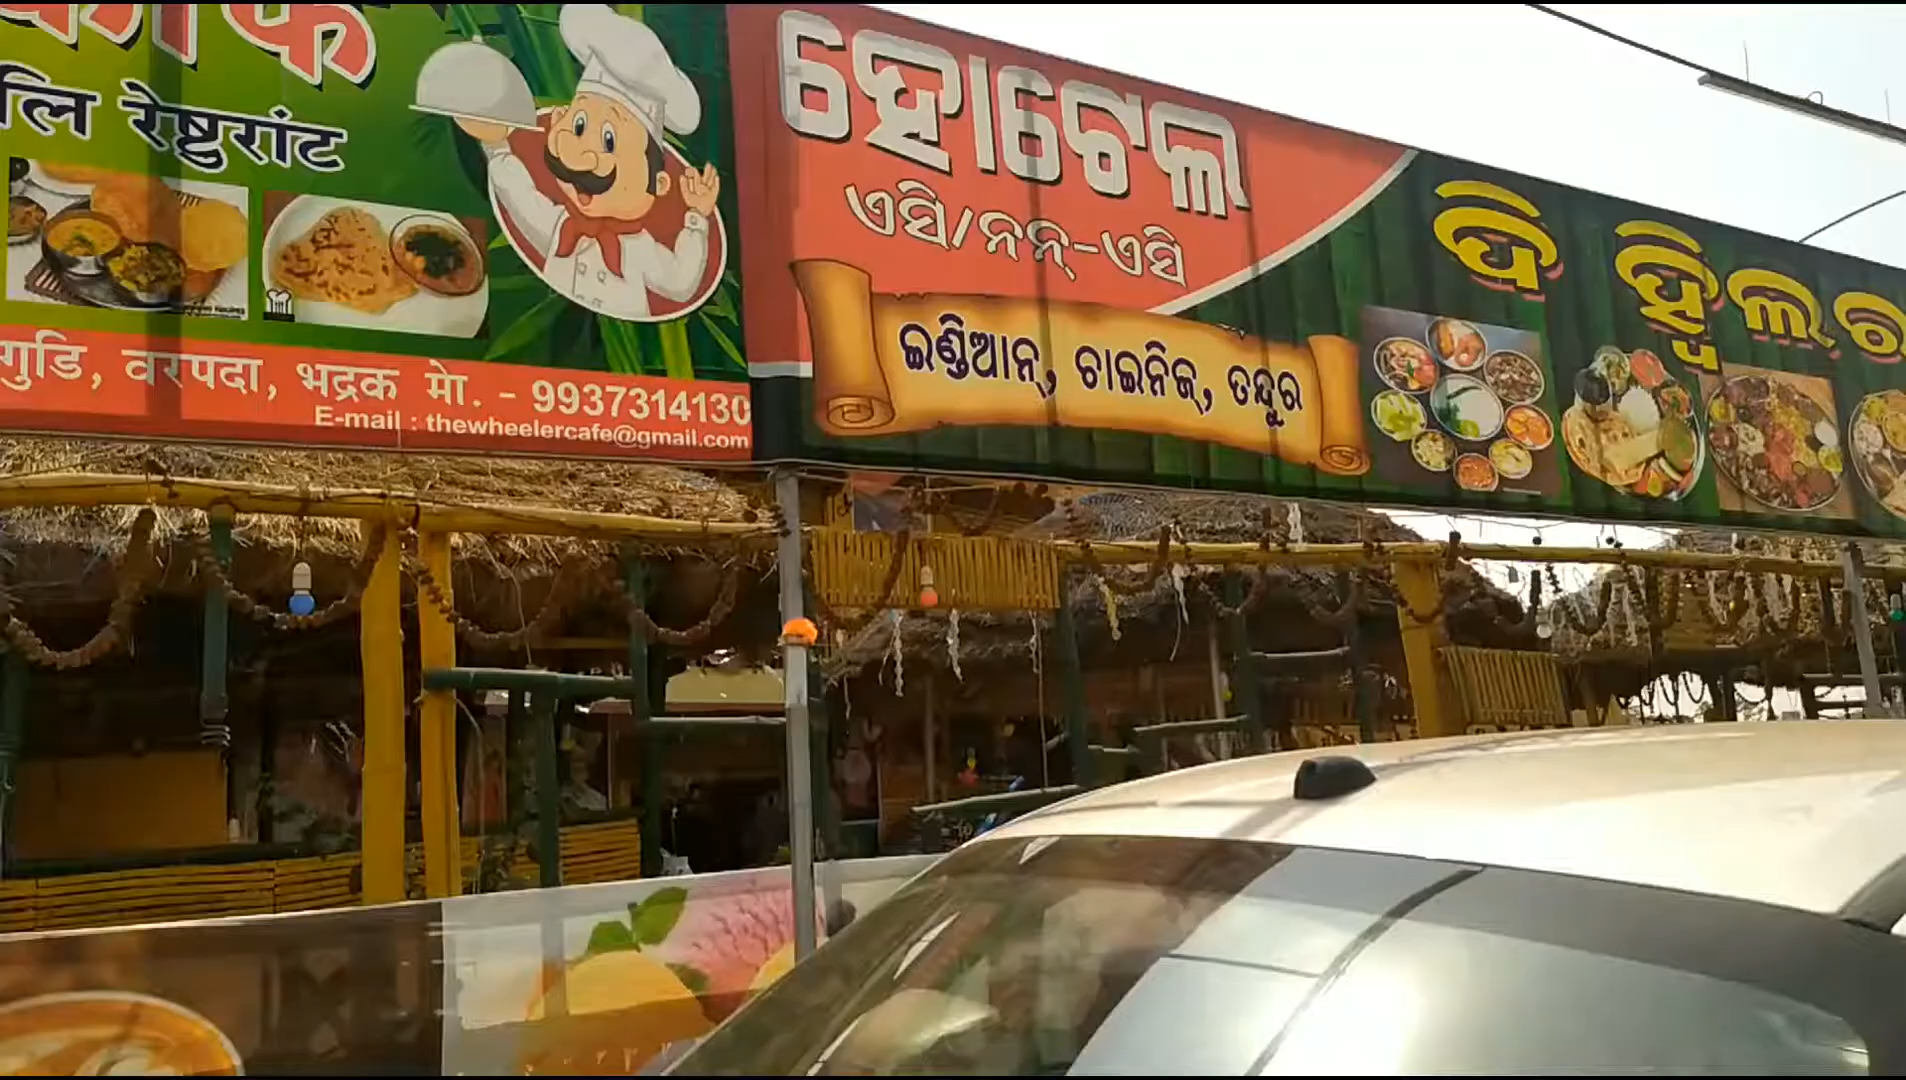 रेष्टुरांट
वरपदा, भद्रक मो. - 9937314130
E-mail : thewheelercafe@gmail.com
ହୋଟେଲ
ଏସି/ନନ୍-ଏସି
ଇଣ୍ଡିଆନ୍, ଚାଇନିଜ୍, ତନ୍ଦୁର
ଦି ହ୍ୱିଲର